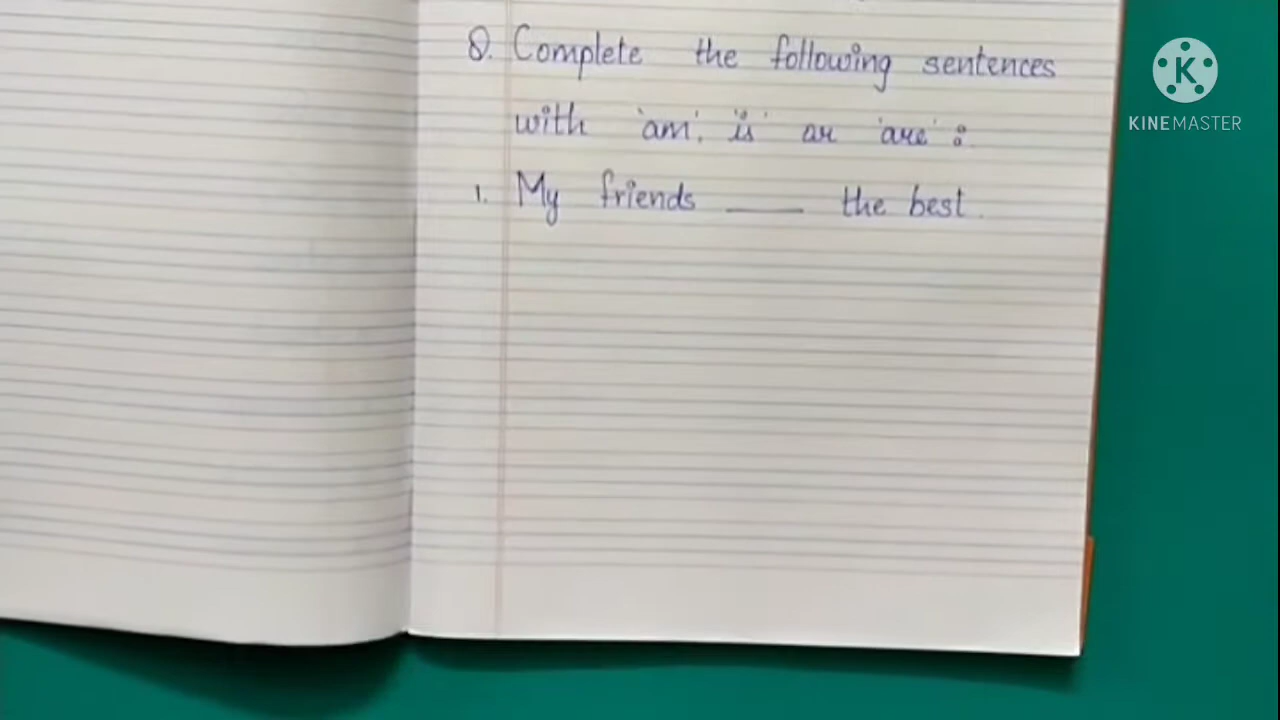 Q. Complete the following sentences
with 'am', 'is' or 'are' :
1. My friends ____ the best.
K
KINEMASTER